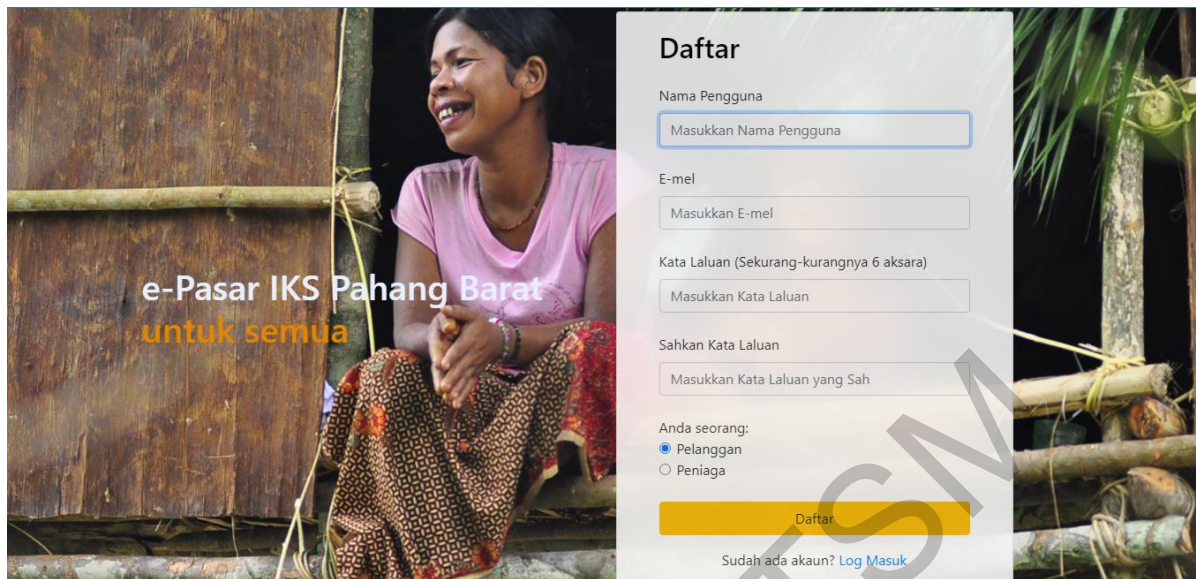 e-Pasar IKS Pahang Barat
untuk semua
Daftar
Nama Pengguna
Masukkan Nama Pengguna
E-mel
Masukkan E-mel
Kata Laluan (Sekurang-kurangnya 6 aksara)
Masukkan Kata Laluan
Sahkan Kata Laluan
Masukkan Kata Laluan yang Sah
Anda seorang:
Pelanggan
Peniaga
Daftar
Sudah ada akaun? Log Masuk